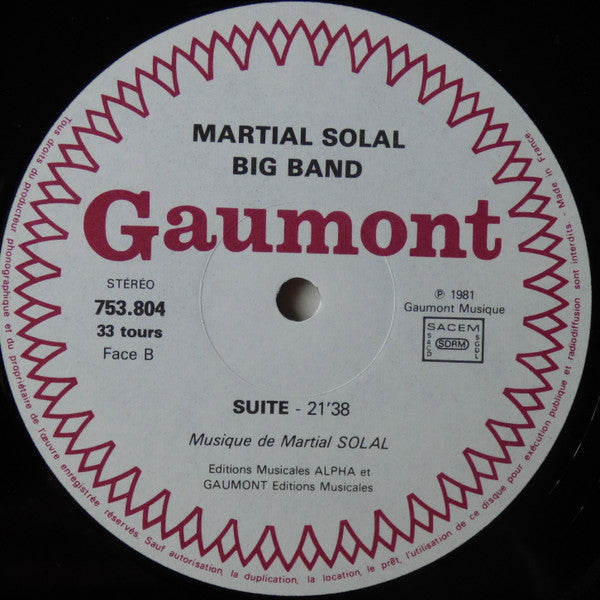 MARTIAL SOLAL
BIG BAND
Gaumont
STÉRÉO
753.804
33 tours
Face B
℗ 1981
Gaumont Musique
SACEM
SACD
SDRM
SGDL
SUITE - 21'38
Musique de Martial SOLAL
Editions Musicales ALPHA et
GAUMONT Editions Musicales
Tous droits du producteur phonographique et du propriétaire de l'œuvre enregistrée réservés. Sauf autorisation, la duplication, la location, le prêt, l'utilisation de ce disque pour exécution publique et radiodiffusion sont interdits. - Made in France.